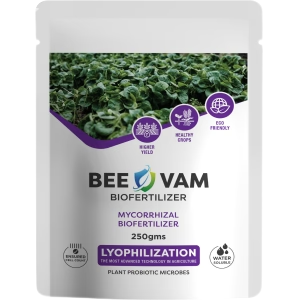 HIGHER
YIELD
HEALTHY
CROPS
ECO
FRIENDLY
BEE VAM
BIOFERTILIZER
MYCORRHIZAL
BIOFERTILIZER
250gms
LYOPHILIZATION
THE MOST ADVANCED TECHNOLOGY IN AGRICULTURE
PLANT PROBIOTIC MICROBES
ENSURED
WATER
SOLUBLE